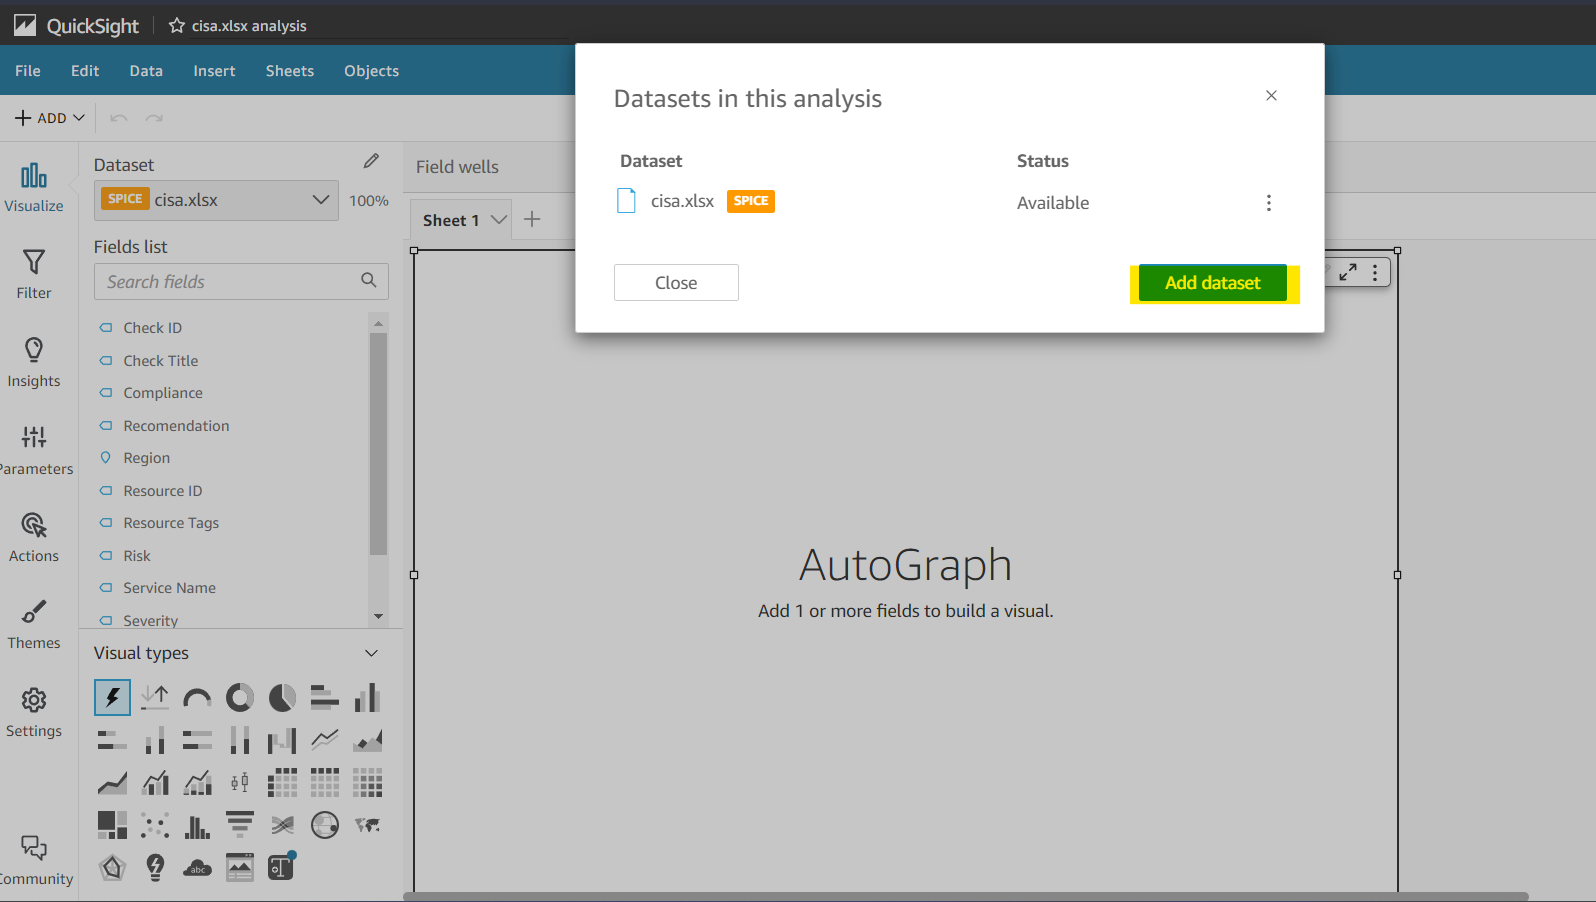 QuickSight
cisa.xlsx analysis
File Edit Data Insert Sheets Objects
ADD
Visualize
Filter
Insights
Parameters
Actions
Themes
Settings
Community
Dataset
SPICE cisa.xlsx
100%
Fields list
Search fields
Check ID
Check Title
Compliance
Recomendation
Region
Resource ID
Resource Tags
Risk
Service Name
Severity
Visual types
abc
Field wells
Sheet 1
Datasets in this analysis
Dataset Status
cisa.xlsx SPICE Available
Close Add dataset
AutoGraph
Add 1 or more fields to build a visual.